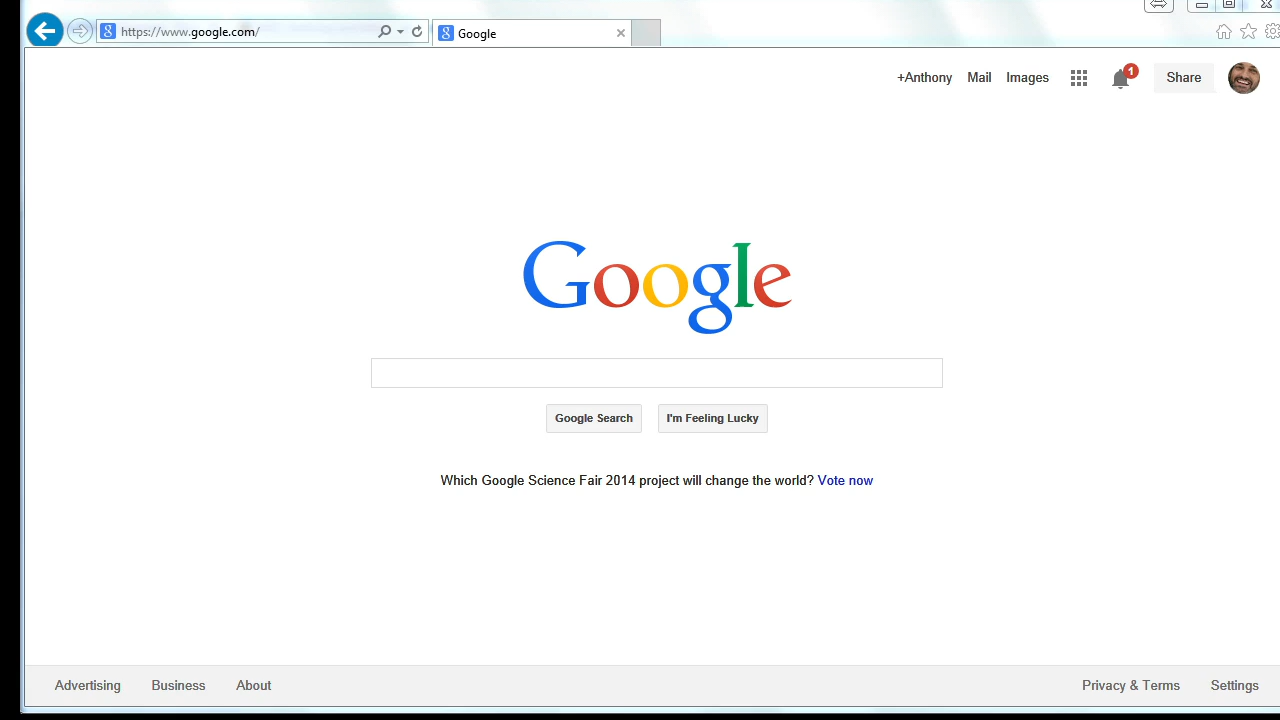 https://www.google.com/
Google
+Anthony Mail Images 1 Share
Google
Google Search I'm Feeling Lucky
Which Google Science Fair 2014 project will change the world? Vote now
Advertising Business About Privacy & Terms Settings